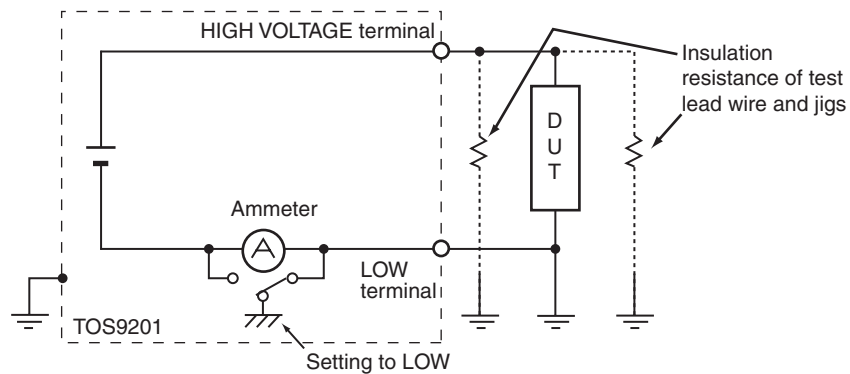 HIGH VOLTAGE terminal
Insulation
resistance of test
lead wire and jigs
D
U
T
Ammeter
A
LOW
terminal
TOS9201
Setting to LOW